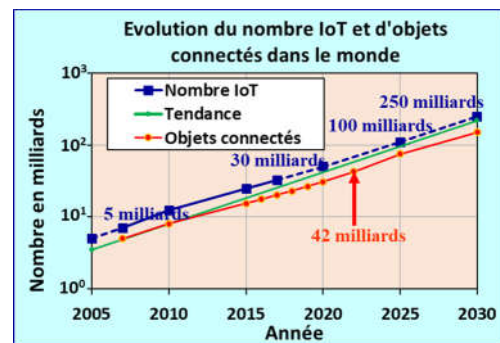 Evolution du nombre IoT et d'objets
connectés dans le monde
Nombre en milliards
10³
10²
10¹
10⁰
Nombre IoT
Tendance
Objets connectés
250 milliards
100 milliards
30 milliards
5 milliards
42 milliards
2005 2010 2015 2020 2025 2030
Année